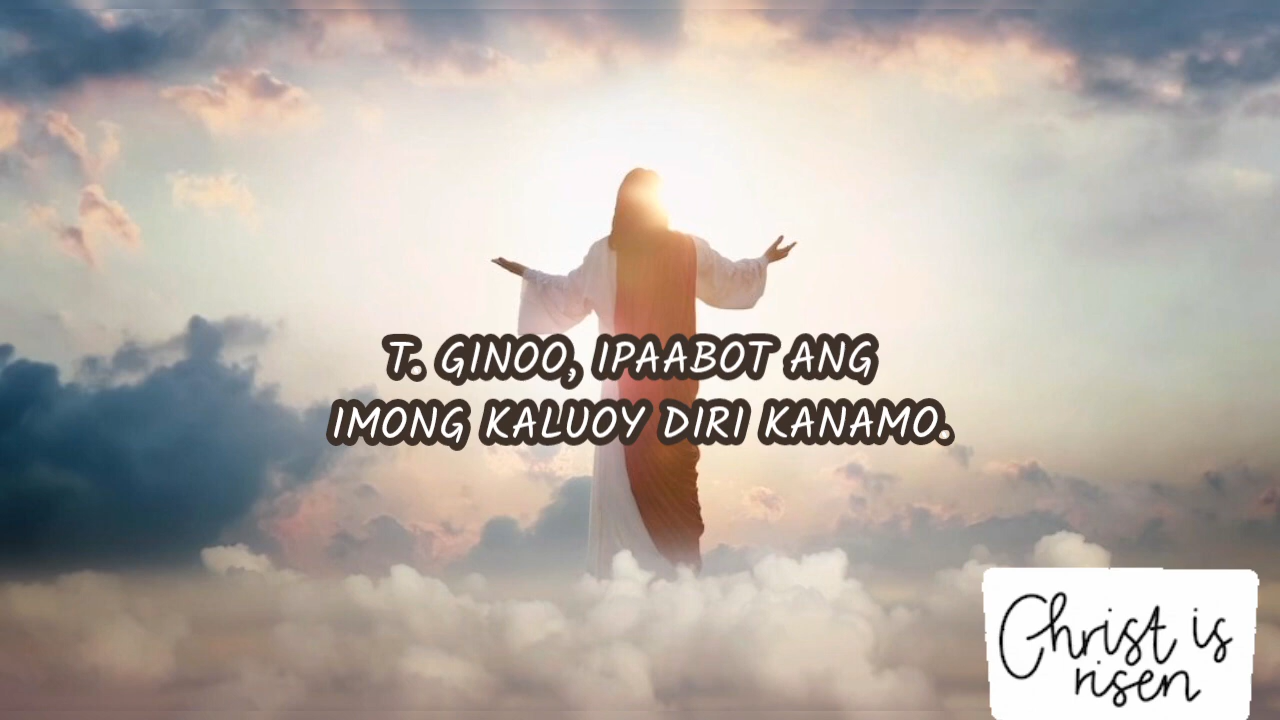 T. GINOO, IPAABOT ANG
IMONG KALUOY DIRI KANAMO.
Christ is
risen